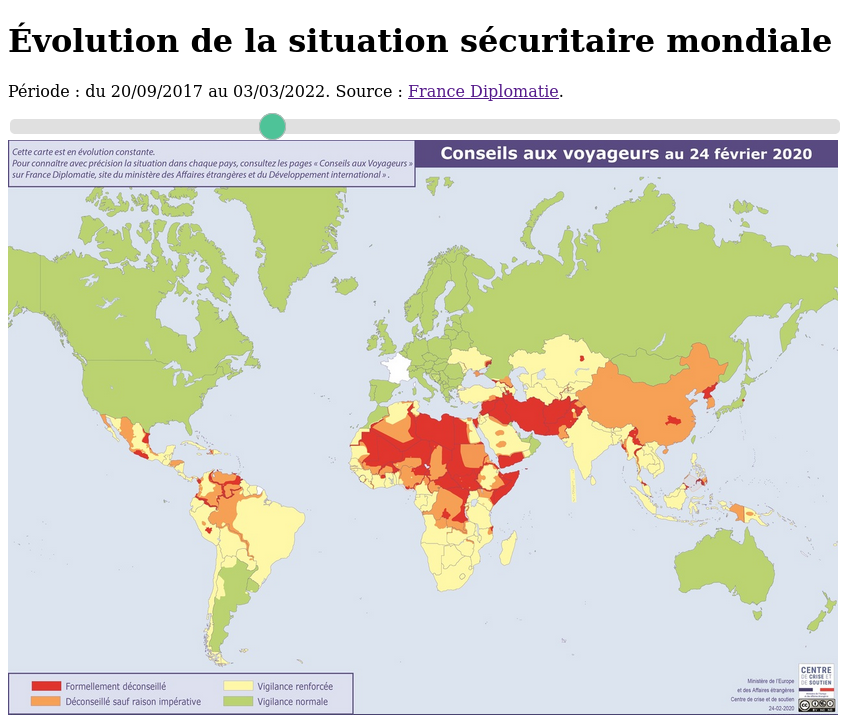 Évolution de la situation sécuritaire mondiale
Période : du 20/09/2017 au 03/03/2022. Source : France Diplomatie.
Cette carte est en évolution constante.
Pour connaître avec précision la situation dans chaque pays, consultez les pages « Conseils aux Voyageurs »
sur France Diplomatie, site du ministère des Affaires étrangères et du Développement international » .
Conseils aux voyageurs au 24 février 2020
Formellement déconseillé
Vigilance renforcée
Déconseillé sauf raison impérative
Vigilance normale
Ministère de l'Europe
et des Affaires étrangères
Centre de crise et de soutien
24-02-2020
CENTRE
DE CRISE ET
DE SOUTIEN